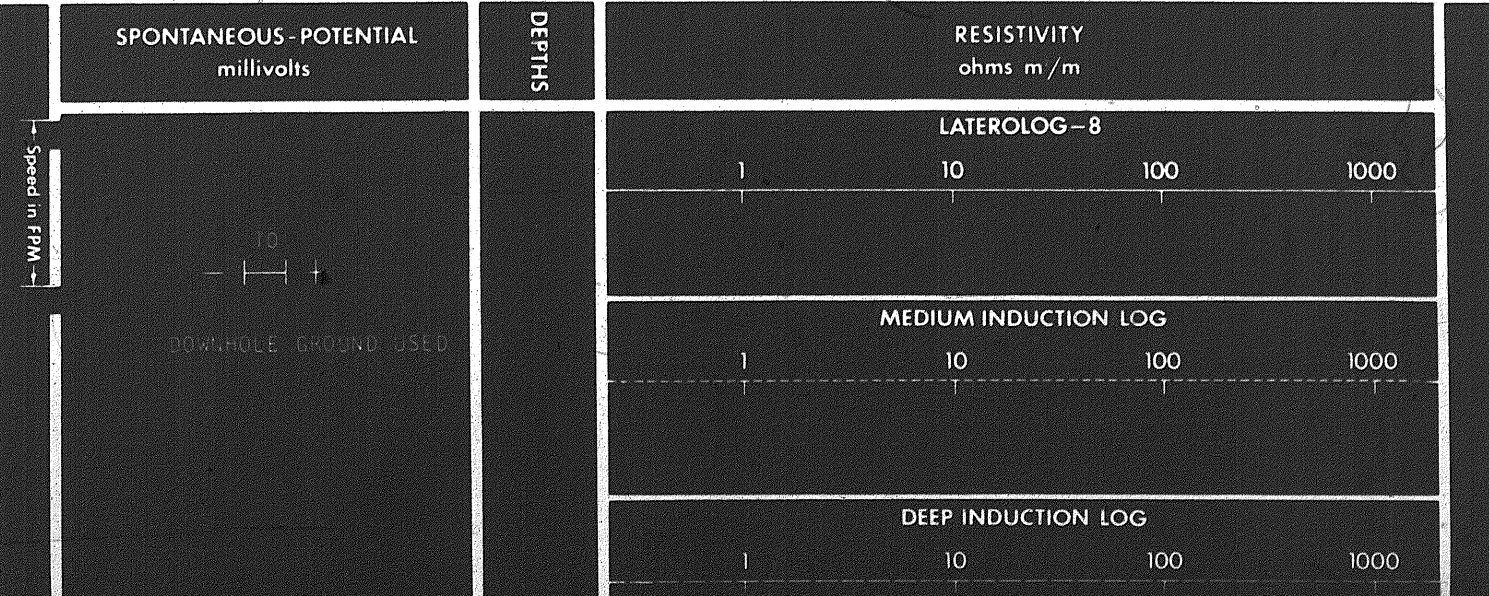 SPONTANEOUS-POTENTIAL
millivolts
DEPTHS
RESISTIVITY
ohms m/m
Speed in FPM
10
- +
DOWNHOLE GROUND USED
LATEROLOG-8
1 10 100 1000
MEDIUM INDUCTION LOG
1 10 100 1000
DEEP INDUCTION LOG
1 10 100 1000